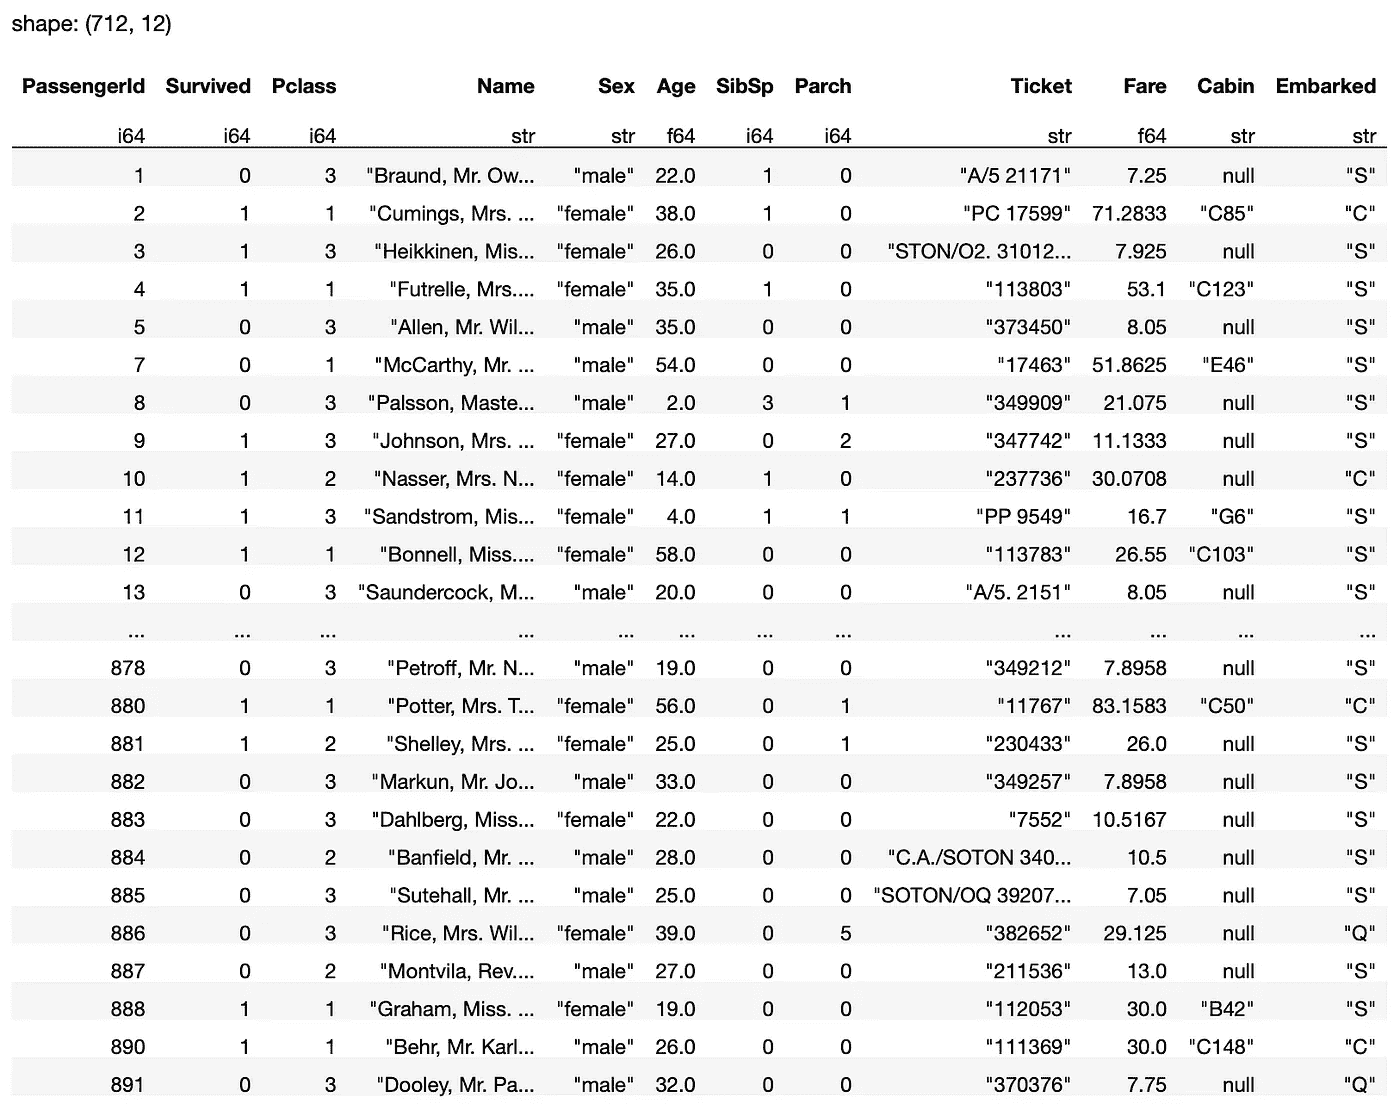 shape: (712, 12)
PassengerId Survived Pclass Name Sex Age SibSp Parch Ticket Fare Cabin Embarked
i64 i64 i64 str str f64 i64 i64 str f64 str str
1 0 3 "Braund, Mr. Ow... "male" 22.0 1 0 "A/5 21171" 7.25 null "S"
2 1 1 "Cumings, Mrs. ... "female" 38.0 1 0 "PC 17599" 71.2833 "C85" "C"
3 1 3 "Heikkinen, Mis... "female" 26.0 0 0 "STON/O2. 31012... 7.925 null "S"
4 1 1 "Futrelle, Mrs.... "female" 35.0 1 0 "113803" 53.1 "C123" "S"
5 0 3 "Allen, Mr. Wil... "male" 35.0 0 0 "373450" 8.05 null "S"
7 0 1 "McCarthy, Mr. ... "male" 54.0 0 0 "17463" 51.8625 "E46" "S"
8 0 3 "Palsson, Maste... "male" 2.0 3 1 "349909" 21.075 null "S"
9 1 3 "Johnson, Mrs. ... "female" 27.0 0 2 "347742" 11.1333 null "S"
10 1 2 "Nasser, Mrs. N... "female" 14.0 1 0 "237736" 30.0708 null "C"
11 1 3 "Sandstrom, Mis... "female" 4.0 1 1 "PP 9549" 16.7 "G6" "S"
12 1 1 "Bonnell, Miss.... "female" 58.0 0 0 "113783" 26.55 "C103" "S"
13 0 3 "Saundercock, M... "male" 20.0 0 0 "A/5. 2151" 8.05 null "S"
... ... ... ... ... ... ... ... ... ... ... ...
878 0 3 "Petroff, Mr. N... "male" 19.0 0 0 "349212" 7.8958 null "S"
880 1 1 "Potter, Mrs. T... "female" 56.0 0 1 "11767" 83.1583 "C50" "C"
881 1 2 "Shelley, Mrs. ... "female" 25.0 0 1 "230433" 26.0 null "S"
882 0 3 "Markun, Mr. Jo... "male" 33.0 0 0 "349257" 7.8958 null "S"
883 0 3 "Dahlberg, Miss... "female" 22.0 0 0 "7552" 10.5167 null "S"
884 0 2 "Banfield, Mr. ... "male" 28.0 0 0 "C.A./SOTON 340... 10.5 null "S"
885 0 3 "Sutehall, Mr. ... "male" 25.0 0 0 "SOTON/OQ 39207... 7.05 null "S"
886 0 3 "Rice, Mrs. Wil... "female" 39.0 0 5 "382652" 29.125 null "Q"
887 0 2 "Montvila, Rev.... "male" 27.0 0 0 "211536" 13.0 null "S"
888 1 1 "Graham, Miss. ... "female" 19.0 0 0 "112053" 30.0 "B42" "S"
890 1 1 "Behr, Mr. Karl... "male" 26.0 0 0 "111369" 30.0 "C148" "C"
891 0 3 "Dooley, Mr. Pa... "male" 32.0 0 0 "370376" 7.75 null "Q"